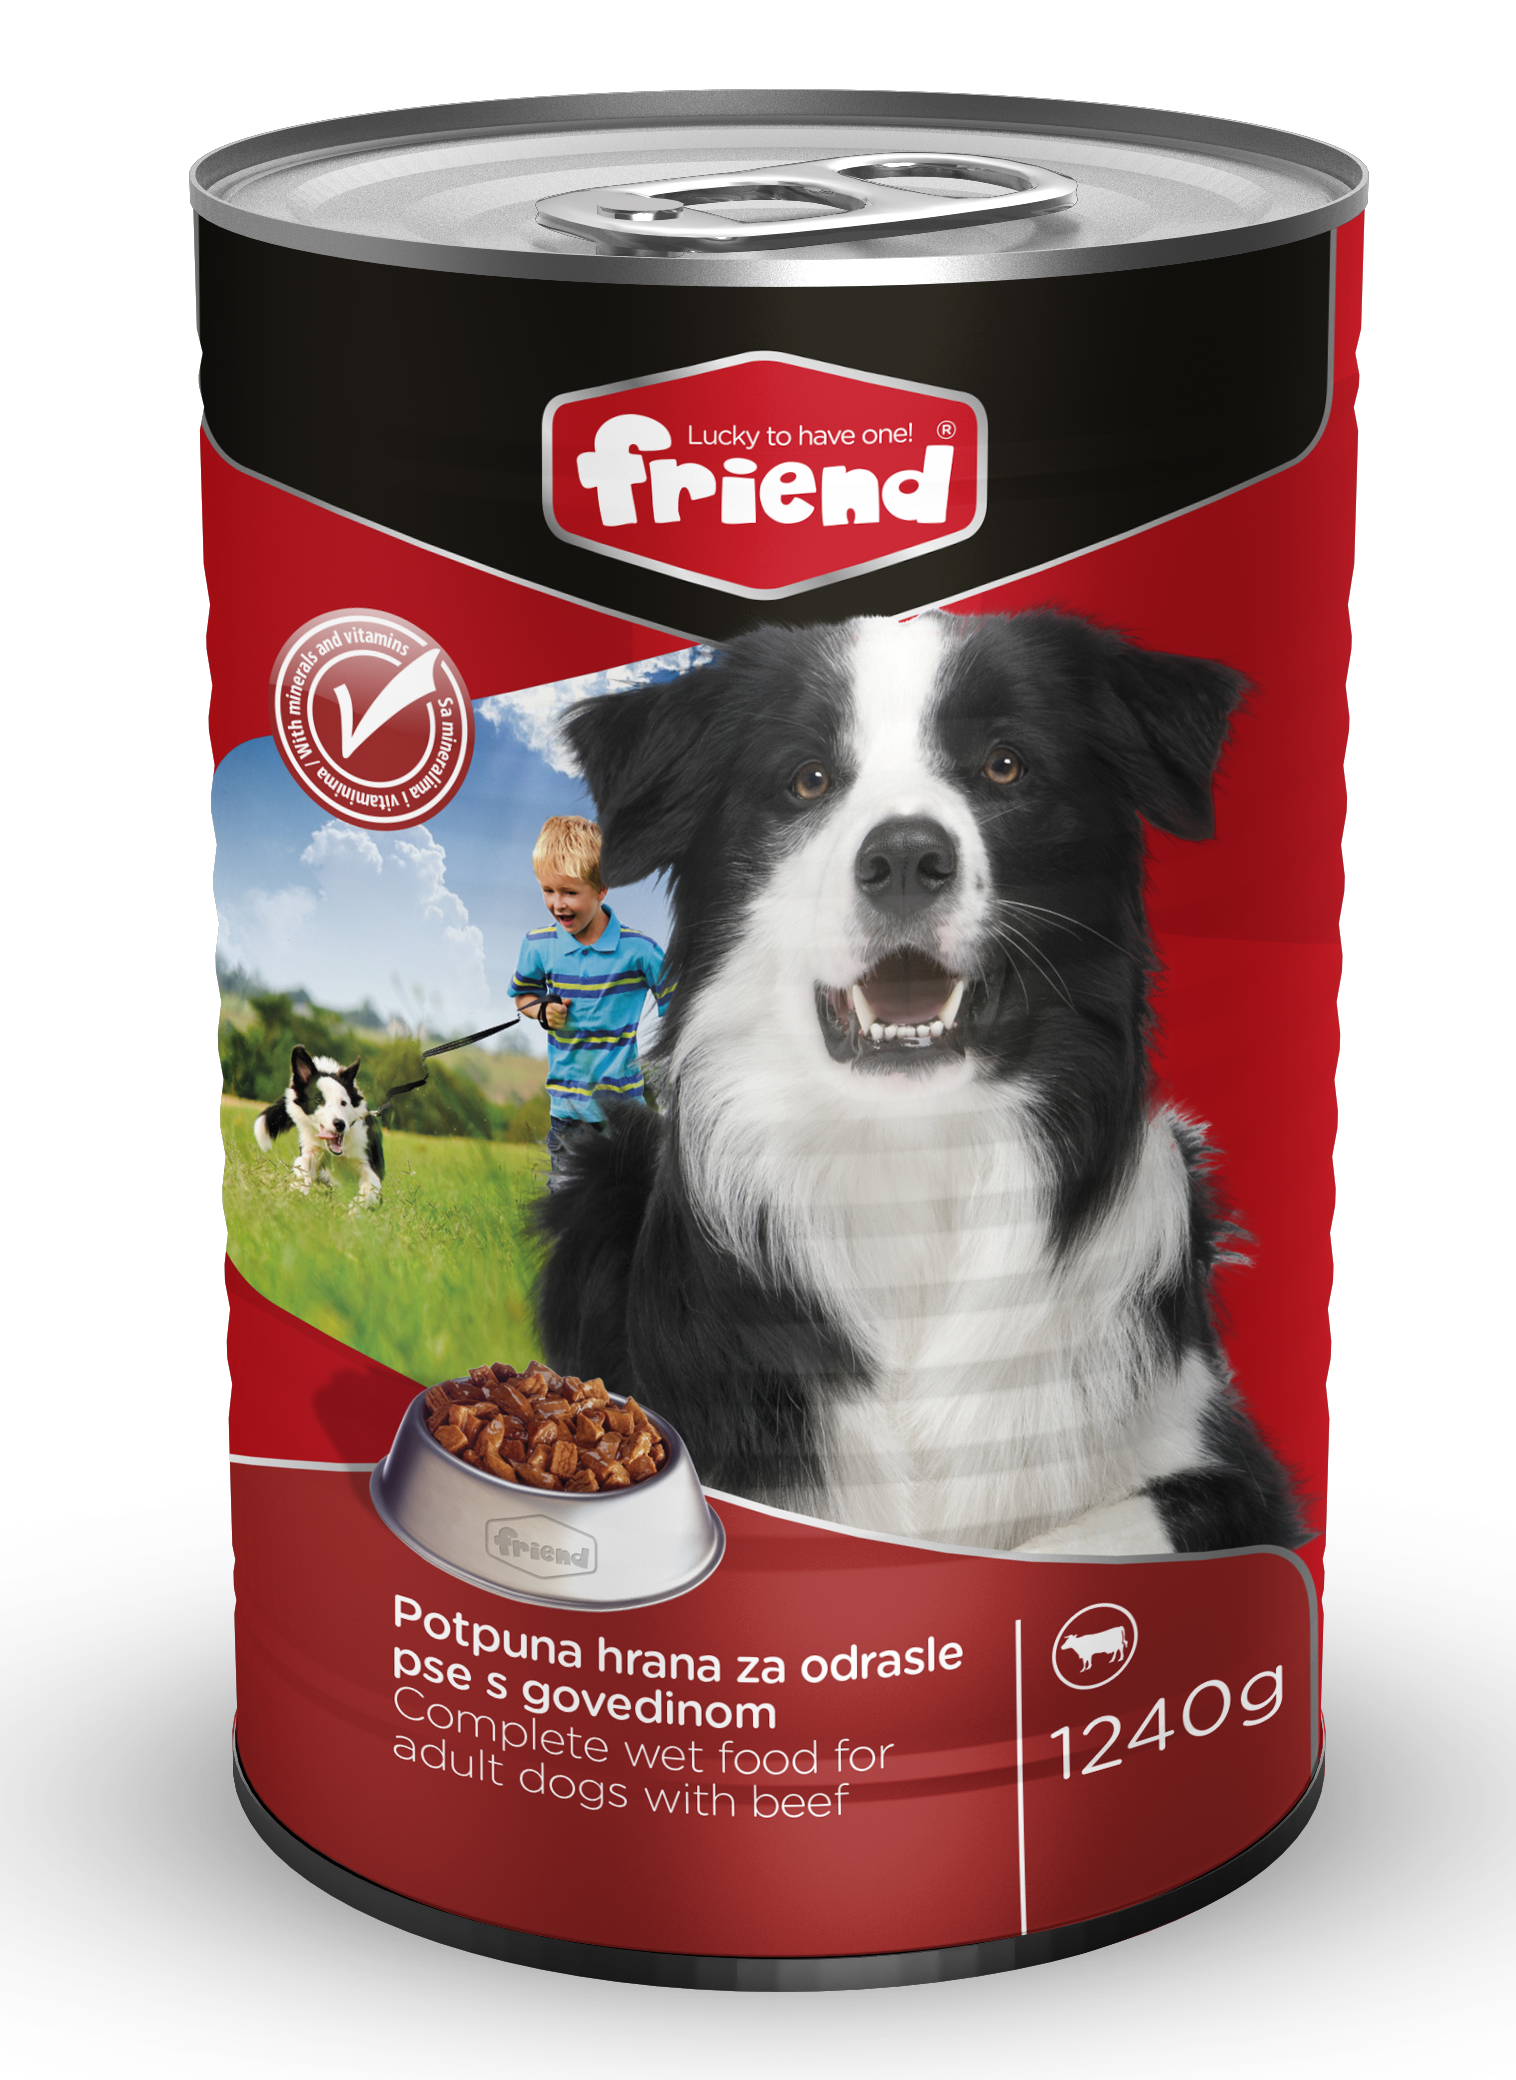 Lucky to have one! ®
friend
With minerals and vitamins
Sa mineralima i vitaminima /
friend
Potpuna hrana za odrasle
pse s govedinom
Complete wet food for
adult dogs with beef
1240g